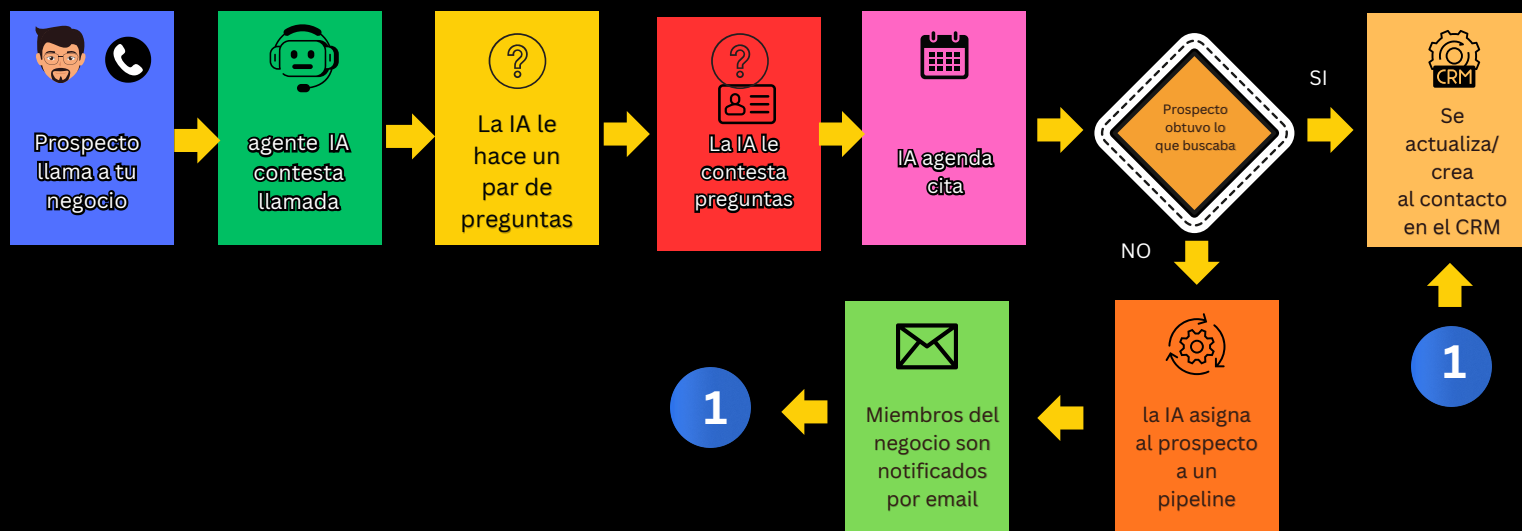 Prospecto
llama a tu
negocio
agente IA
contesta
llamada
La IA le
hace un
par de
preguntas
La IA le
contesta
preguntas
IA agenda
cita
Prospecto
obtuvo lo
que buscaba
SI
CRM
Se
actualiza/
crea
al contacto
en el CRM
NO
1
Miembros del
negocio son
notificados
por email
la IA asigna
al prospecto
a un
pipeline
1